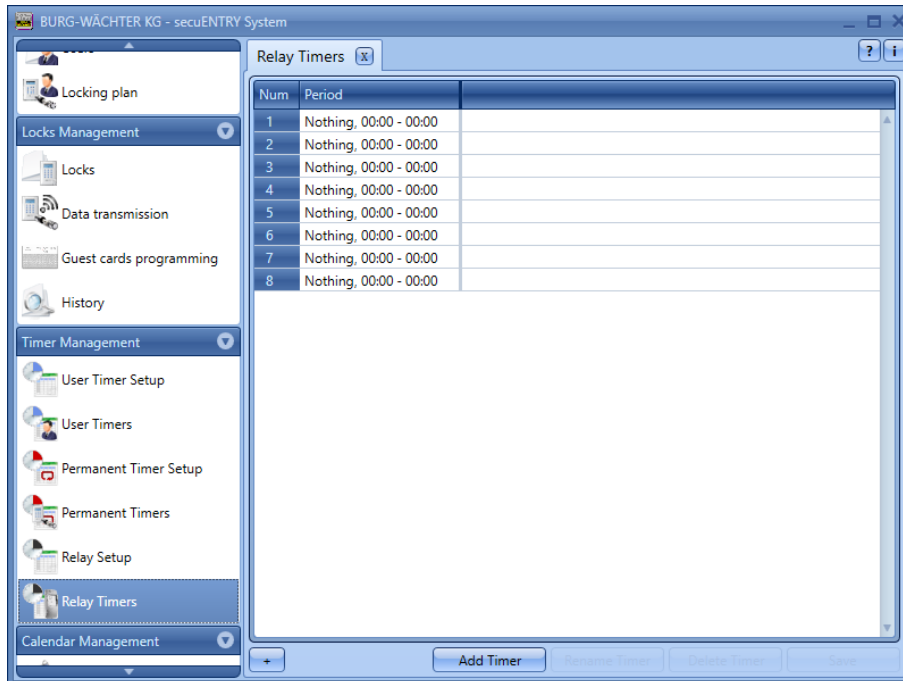 BURG-WÄCHTER KG - secuENTRY System
Locking plan
Locks Management
Locks
Data transmission
Guest cards programming
History
Timer Management
User Timer Setup
User Timers
Permanent Timer Setup
Permanent Timers
Relay Setup
Relay Timers
Calendar Management
Relay Timers x
? i
Num Period
1 Nothing, 00:00 - 00:00
2 Nothing, 00:00 - 00:00
3 Nothing, 00:00 - 00:00
4 Nothing, 00:00 - 00:00
5 Nothing, 00:00 - 00:00
6 Nothing, 00:00 - 00:00
7 Nothing, 00:00 - 00:00
8 Nothing, 00:00 - 00:00
+ Add Timer Rename Timer Delete Timer Save